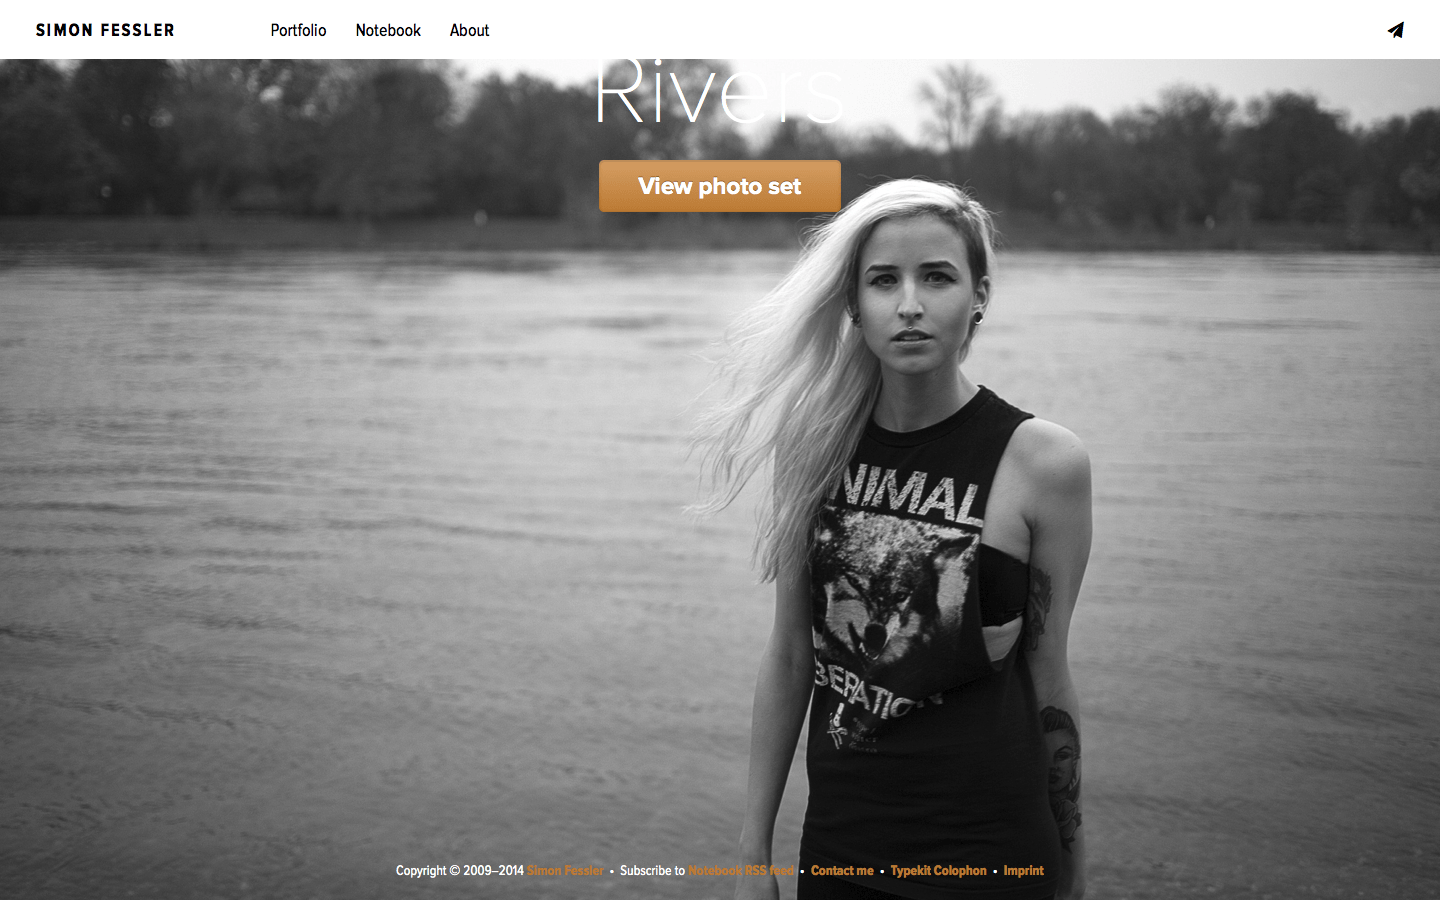 SIMON FESSLER Portfolio Notebook About
Rivers
View photo set
NIMAL
BERATION
Copyright © 2009–2014 Simon Fessler • Subscribe to Notebook RSS feed • Contact me • Typekit Colophon • Imprint